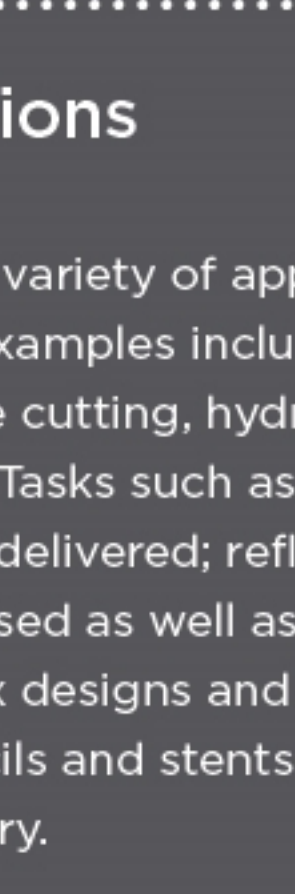 ions
variety of app
xamples inclu
e cutting, hydr
Tasks such as
delivered; refl
sed as well as
x designs and
ils and stents
ry.